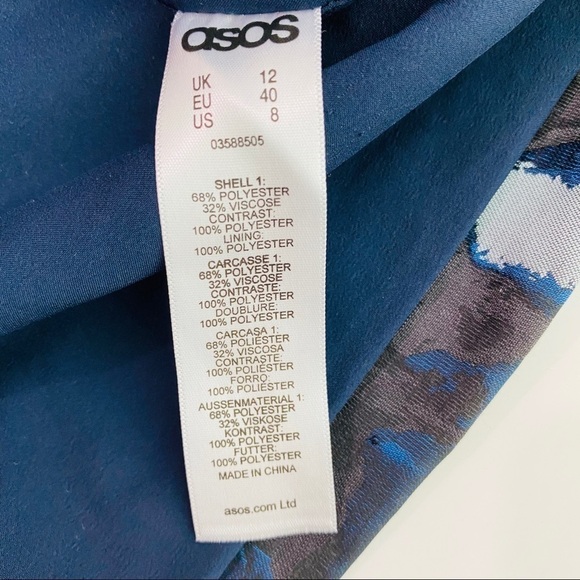 asos
UK 12
EU 40
US 8
03588505
SHELL 1:
68% POLYESTER
32% VISCOSE
CONTRAST:
100% POLYESTER
LINING:
100% POLYESTER
CARCASSE 1:
68% POLYESTER
32% VISCOSE
CONTRASTE:
100% POLYESTER
DOUBLURE:
100% POLYESTER
CARCASA 1:
68% POLIÉSTER
32% VISCOSA
CONTRASTE:
100% POLIÉSTER
FORRO:
100% POLIÉSTER
AUSSENMATERIAL 1:
68% POLYESTER
32% VISKOSE
KONTRAST:
100% POLYESTER
FUTTER:
100% POLYESTER
MADE IN CHINA
asos.com Ltd